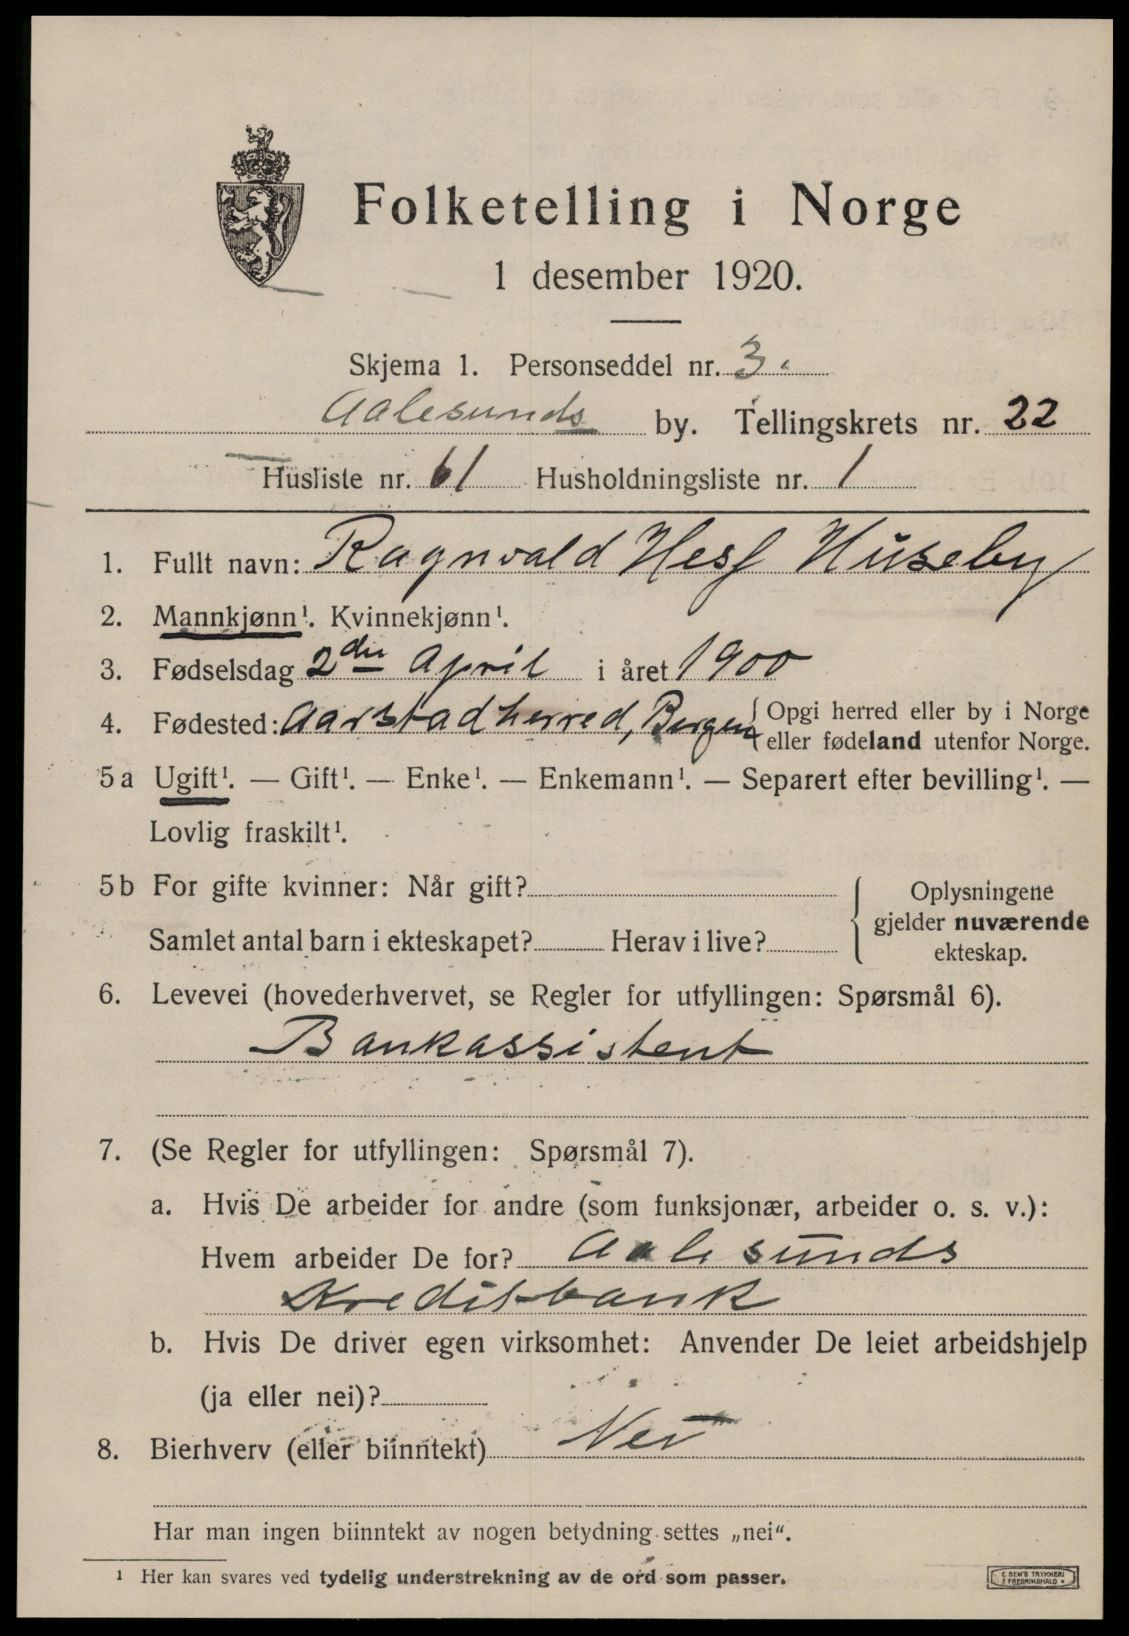 Folketelling i Norge
1 desember 1920.
Skjema 1. Personseddel nr. 3.
Aalesunds by. Tellingskrets nr. 22
Husliste nr. 61 Husholdningsliste nr. 1
1. Fullt navn: Ragnvald Hess Huseby
2. Mannkjønn¹. Kvinnekjønn¹.
3. Fødselsdag 2den April i året 1900
4. Fødested: Aarstadherred, Bergen { Opgi herred eller by i Norge
eller fødeland utenfor Norge.
5a Ugift¹. — Gift¹. — Enke¹. — Enkemann¹. — Separert efter bevilling¹. —
Lovlig fraskilt¹.
5b For gifte kvinner: Når gift?
Samlet antal barn i ekteskapet? Herav i live?
{ Oplysningene
gjelder nuværende
ekteskap.
6. Levevei (hovederhvervet, se Regler for utfyllingen: Spørsmål 6).
Bankassistent
7. (Se Regler for utfyllingen: Spørsmål 7).
a. Hvis De arbeider for andre (som funksjonær, arbeider o. s. v.):
Hvem arbeider De for? Aalesunds
Kreditbank
b. Hvis De driver egen virksomhet: Anvender De leiet arbeidshjelp
(ja eller nei)?
8. Bierhverv (eller biinntekt) Nei
Har man ingen biinntekt av nogen betydning settes „nei“.
¹ Her kan svares ved tydelig understrekning av de ord som passer.
E SEM'S TRYKKERI
FREDRIKSHALD